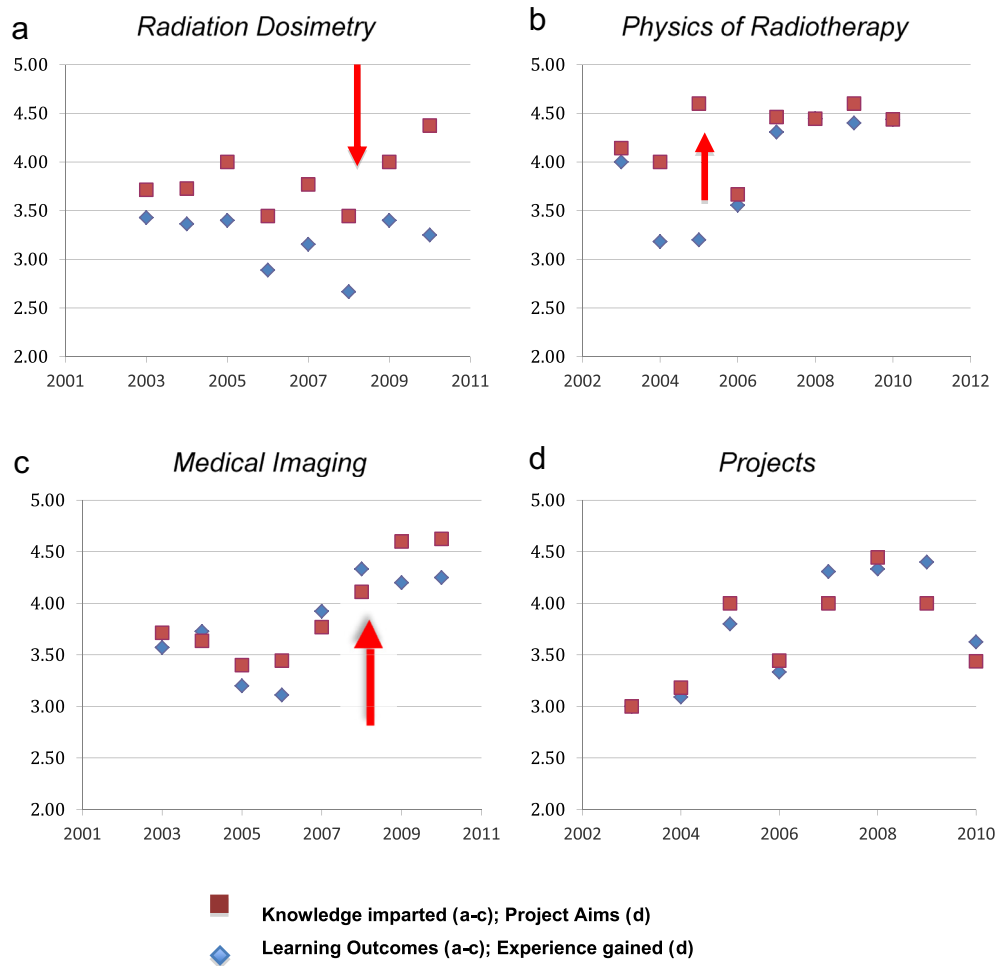 a
Radiation Dosimetry
5.00
4.50
4.00
3.50
3.00
2.50
2.00
2001 2003 2005 2007 2009 2011
b
Physics of Radiotherapy
5.00
4.50
4.00
3.50
3.00
2.50
2.00
2002 2004 2006 2008 2010 2012
c
Medical Imaging
5.00
4.50
4.00
3.50
3.00
2.50
2.00
2001 2003 2005 2007 2009 2011
d
Projects
5.00
4.50
4.00
3.50
3.00
2.50
2.00
2002 2004 2006 2008 2010
Knowledge imparted (a-c); Project Aims (d)
Learning Outcomes (a-c); Experience gained (d)